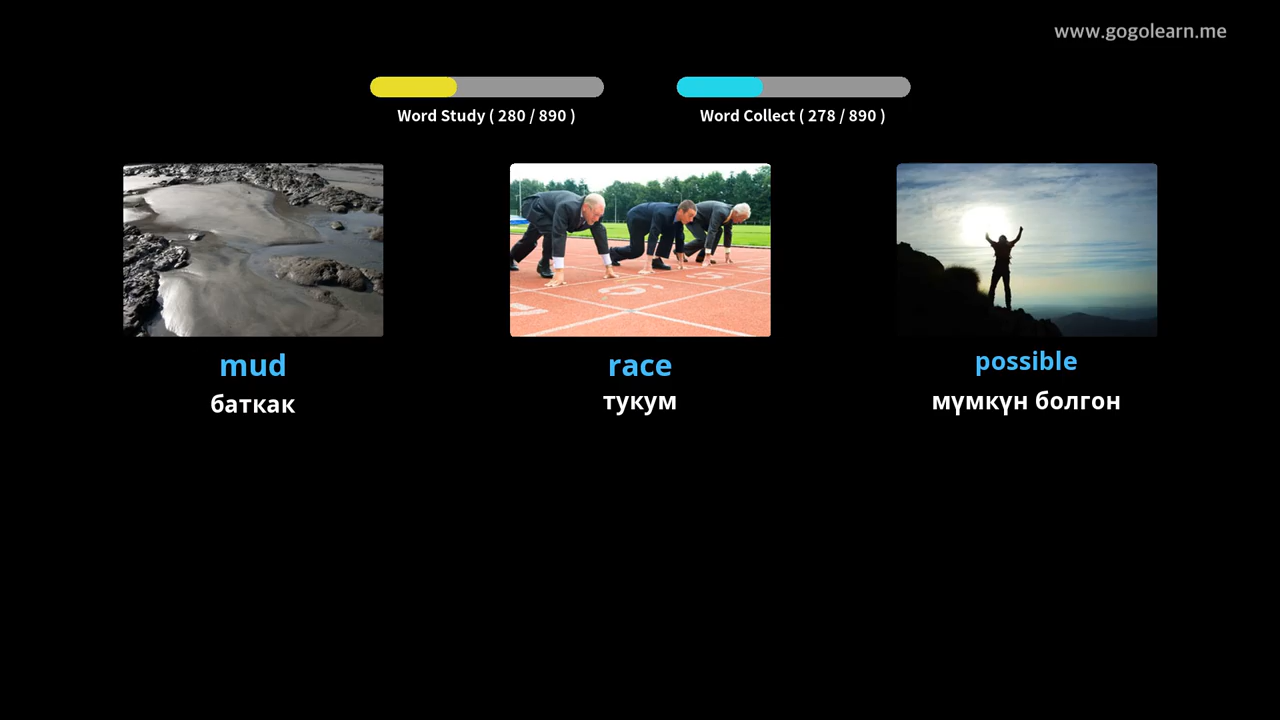 www.gogolearn.me
Word Study ( 280 / 890 )
Word Collect ( 278 / 890 )
mud
race
possible
баткак
тукум
мүмкүн болгон